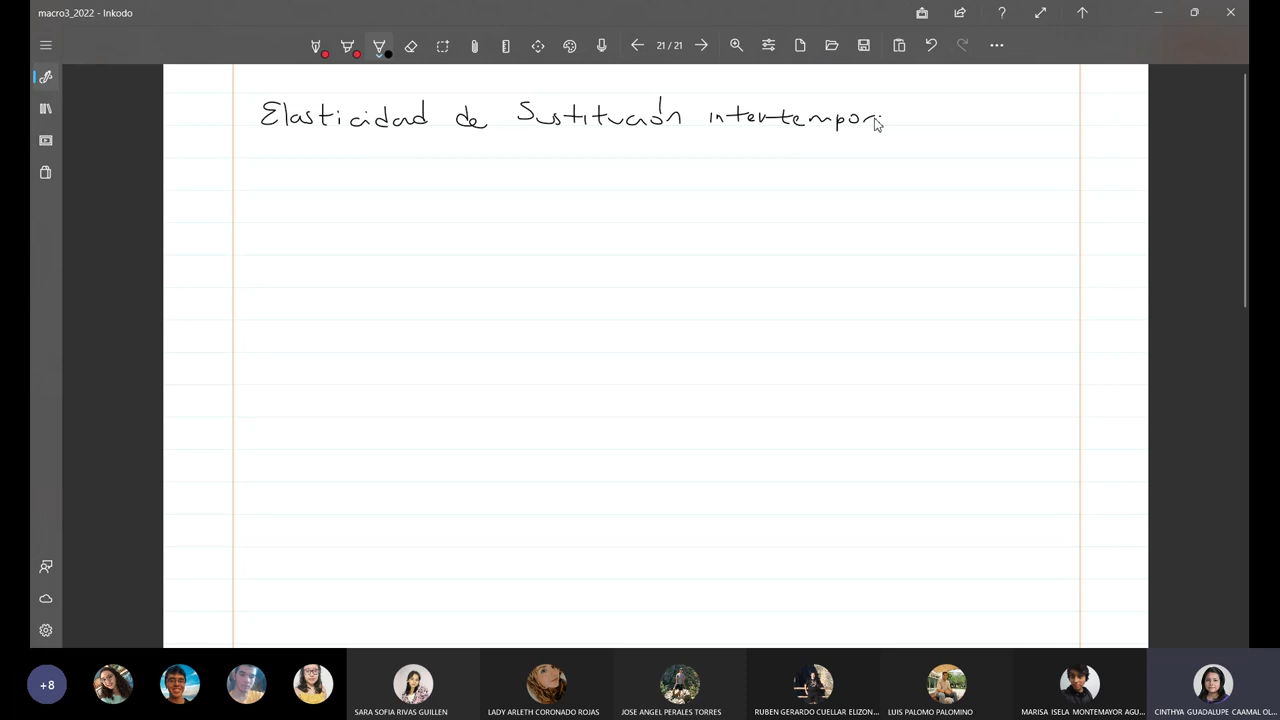 macro3_2022 - Inkodo
21 / 21
Elasticidad de Sustitución intertempor
+8
SARA SOFIA RIVAS GUILLEN
LADY ARLETH CORONADO ROJAS
JOSE ANGEL PERALES TORRES
RUBEN GERARDO CUELLAR ELIZON...
LUIS PALOMO PALOMINO
MARISA ISELA MONTEMAYOR AGU...
CINTHYA GUADALUPE CAAMAL OL...